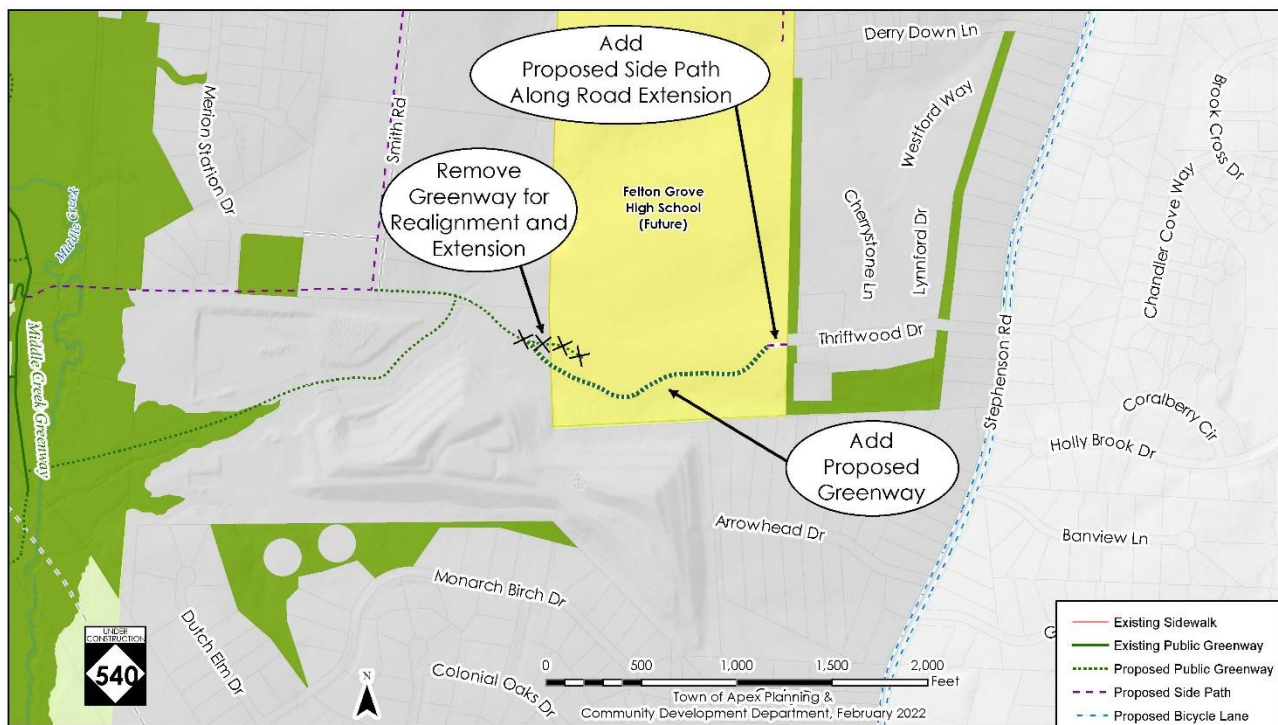 Add
Proposed Side Path
Along Road Extension
Derry Down Ln
Merion Station Dr
Smith Rd
Westford Way
Brook Cross Dr
Remove
Greenway for
Realignment and
Extension
Felton Grove
High School
(Future)
Middle Creek
Cherrystone Ln
Lynnford Dr
Chandler Cove Way
Middle Creek Greenway
Thriftwood Dr
Stephenson Rd
Coralberry Cir
Holly Brook Dr
Add
Proposed
Greenway
Arrowhead Dr
Banview Ln
Monarch Birch Dr
Dutch Elm Dr
Colonial Oaks Dr
UNDER
CONSTRUCTION
540
N
0 500 1,000 1,500 2,000
Feet
Town of Apex Planning &
Community Development Department, February 2022
Existing Sidewalk
Existing Public Greenway
Proposed Public Greenway
Proposed Side Path
Proposed Bicycle Lane